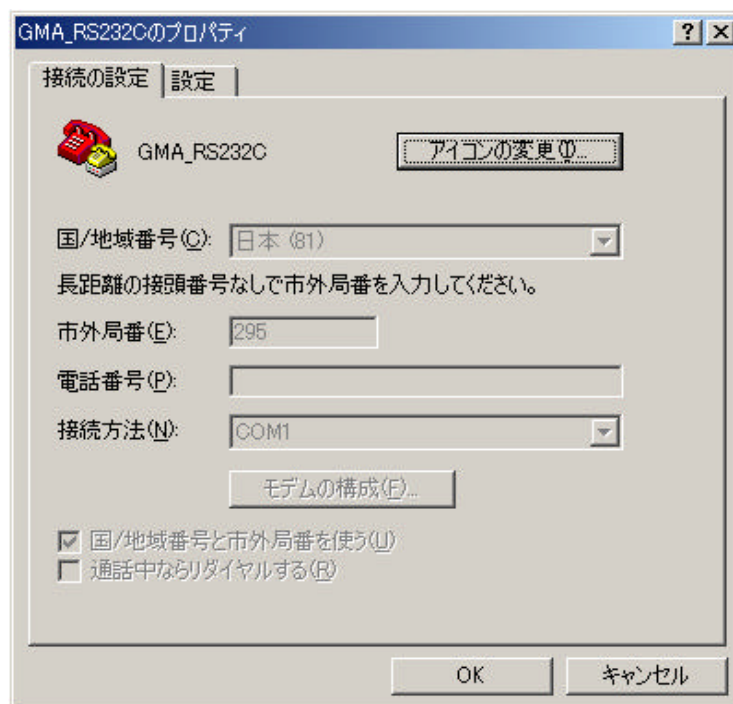 GMA_RS232Cのプロパティ
接続の設定 設定
GMA_RS232C アイコンの変更(I)...
国/地域番号(C): 日本 (81)
長距離の接頭番号なしで市外局番を入力してください。
市外局番(E): 295
電話番号(P):
接続方法(N): COM1
モデムの構成(F)...
国/地域番号と市外局番を使う(U)
通話中ならリダイヤルする(R)
OK キャンセル